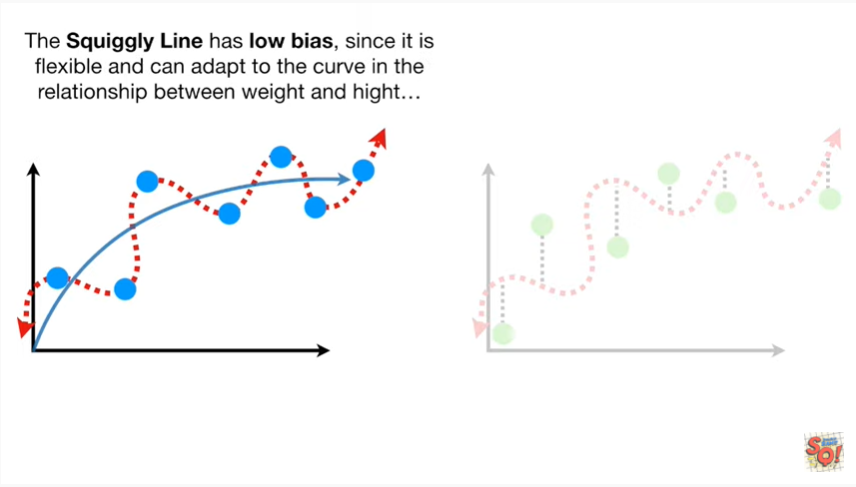 The Squiggly Line has low bias, since it is
flexible and can adapt to the curve in the
relationship between weight and hight…
SQ!